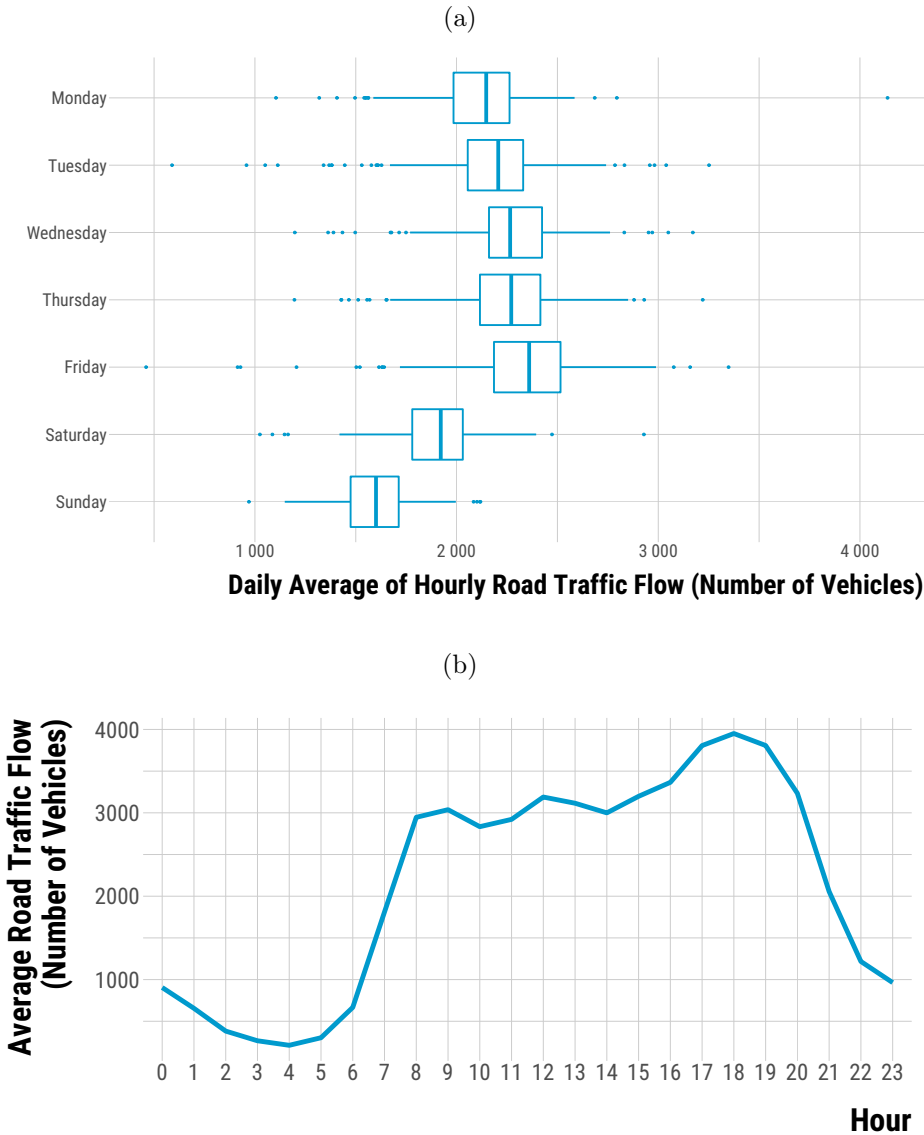 (a)
Monday
Tuesday
Wednesday
Thursday
Friday
Saturday
Sunday
1 000 2 000 3 000 4 000
Daily Average of Hourly Road Traffic Flow (Number of Vehicles)
(b)
Average Road Traffic Flow
(Number of Vehicles)
4000
3000
2000
1000
0 1 2 3 4 5 6 7 8 9 10 11 12 13 14 15 16 17 18 19 20 21 22 23
Hour